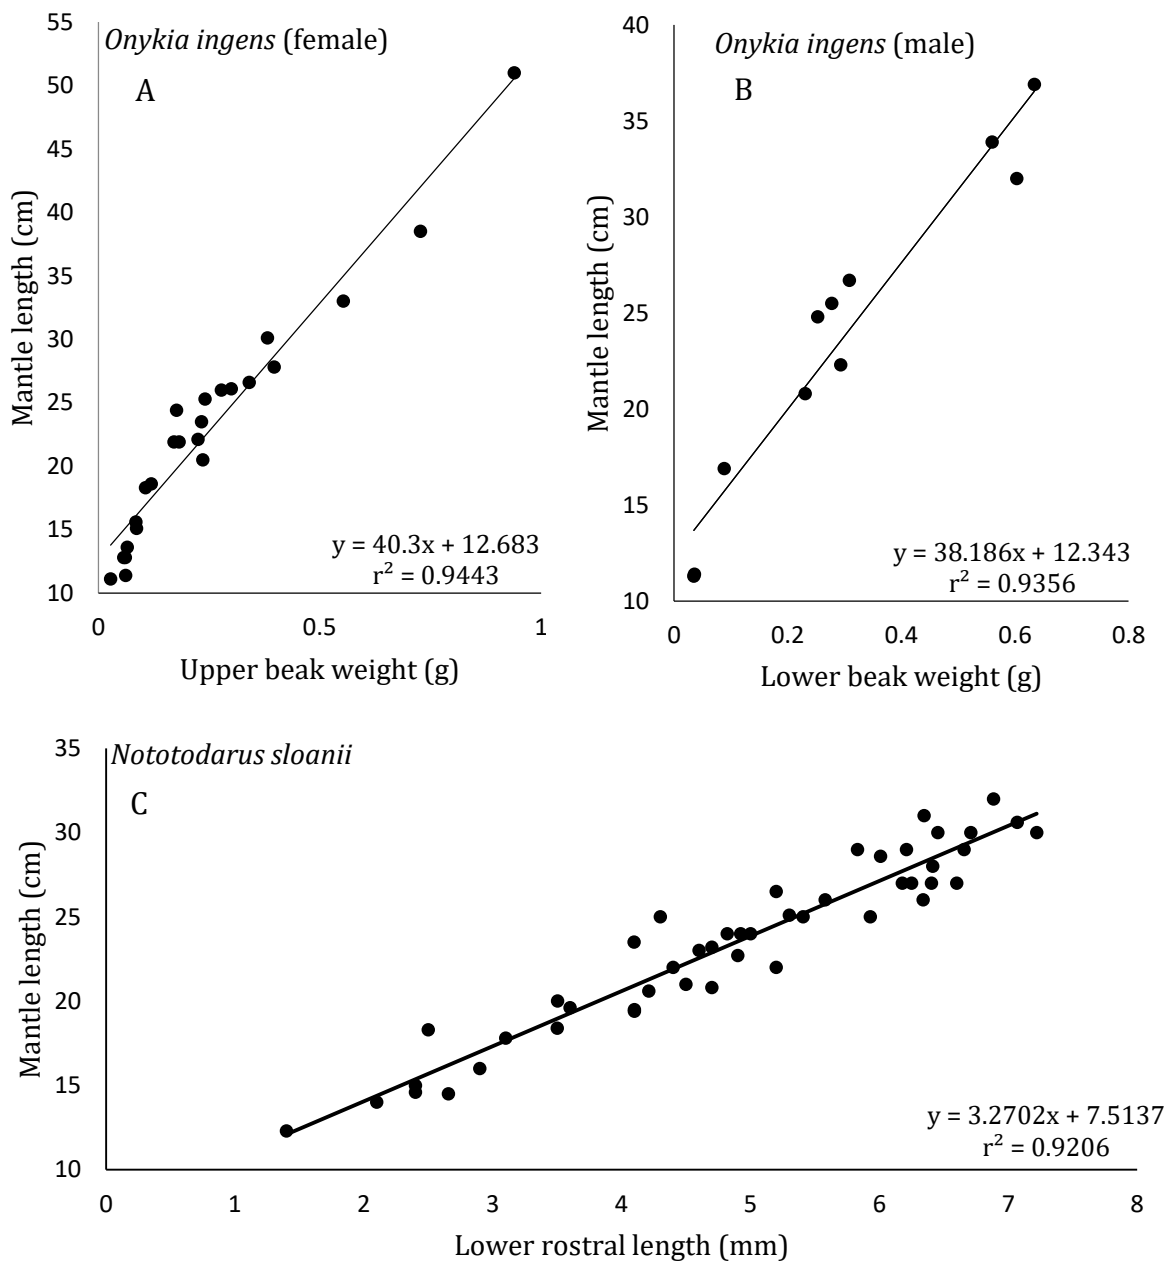 Onykia ingens (female)
A
Mantle length (cm)
55
50
45
40
35
30
25
20
15
10
y = 40.3x + 12.683
r² = 0.9443
0 0.5 1
Upper beak weight (g)
Onykia ingens (male)
B
Mantle length (cm)
40
35
30
25
20
15
10
y = 38.186x + 12.343
r² = 0.9356
0 0.2 0.4 0.6 0.8
Lower beak weight (g)
Nototodarus sloanii
C
Mantle length (cm)
35
30
25
20
15
10
y = 3.2702x + 7.5137
r² = 0.9206
0 1 2 3 4 5 6 7 8
Lower rostral length (mm)